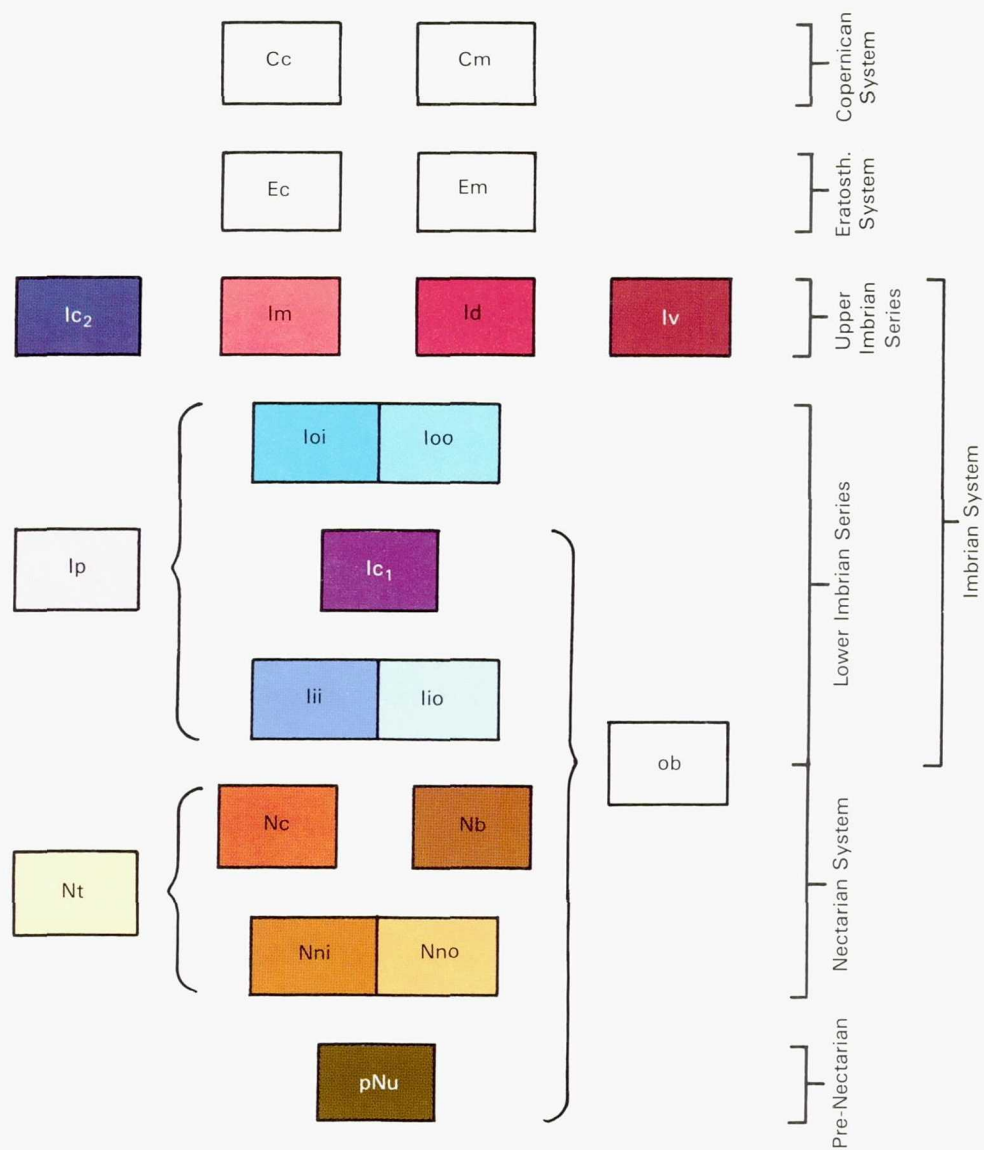 Cc
Cm
Copernican
System
Ec
Em
Eratosth.
System
Ic₂
Im
Id
Iv
Upper
Imbrian
Series
Ioi
Ioo
Ip
Ic₁
Iii
Iio
Lower Imbrian Series
Imbrian System
ob
Nc
Nb
Nt
Nni
Nno
Nectarian System
pNu
Pre-Nectarian